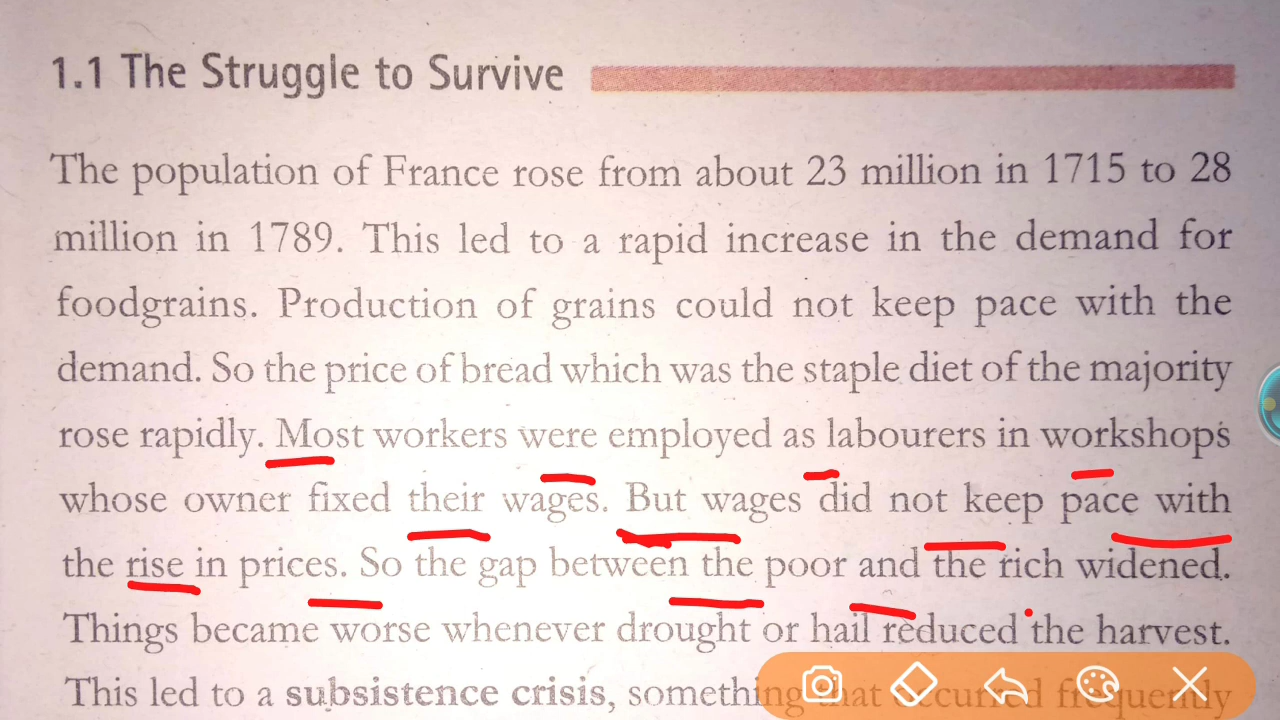 1.1 The Struggle to Survive
The population of France rose from about 23 million in 1715 to 28
million in 1789. This led to a rapid increase in the demand for
foodgrains. Production of grains could not keep pace with the
demand. So the price of bread which was the staple diet of the majority
rose rapidly. Most workers were employed as labourers in workshops
whose owner fixed their wages. But wages did not keep pace with
the rise in prices. So the gap between the poor and the rich widened.
Things became worse whenever drought or hail reduced the harvest.
This led to a subsistence crisis, something that occurred frequently